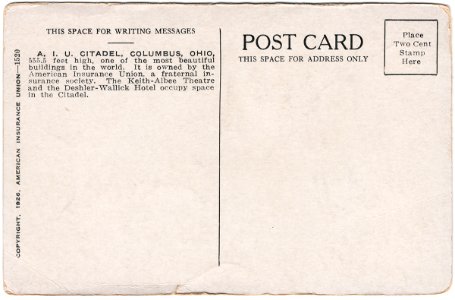 THIS SPACE FOR WRITING MESSAGES
A. I. U. CITADEL, COLUMBUS, OHIO,
555.5 feet high, one of the most beautiful
buildings in the world. It is owned by the
American Insurance Union, a fraternal in-
surance society. The Keith-Albee Theatre
and the Deshler-Wallick Hotel occupy space
in the Citadel.
COPYRIGHT, 1926, AMERICAN INSURANCE UNION—1520
POST CARD
THIS SPACE FOR ADDRESS ONLY
Place
Two Cent
Stamp
Here